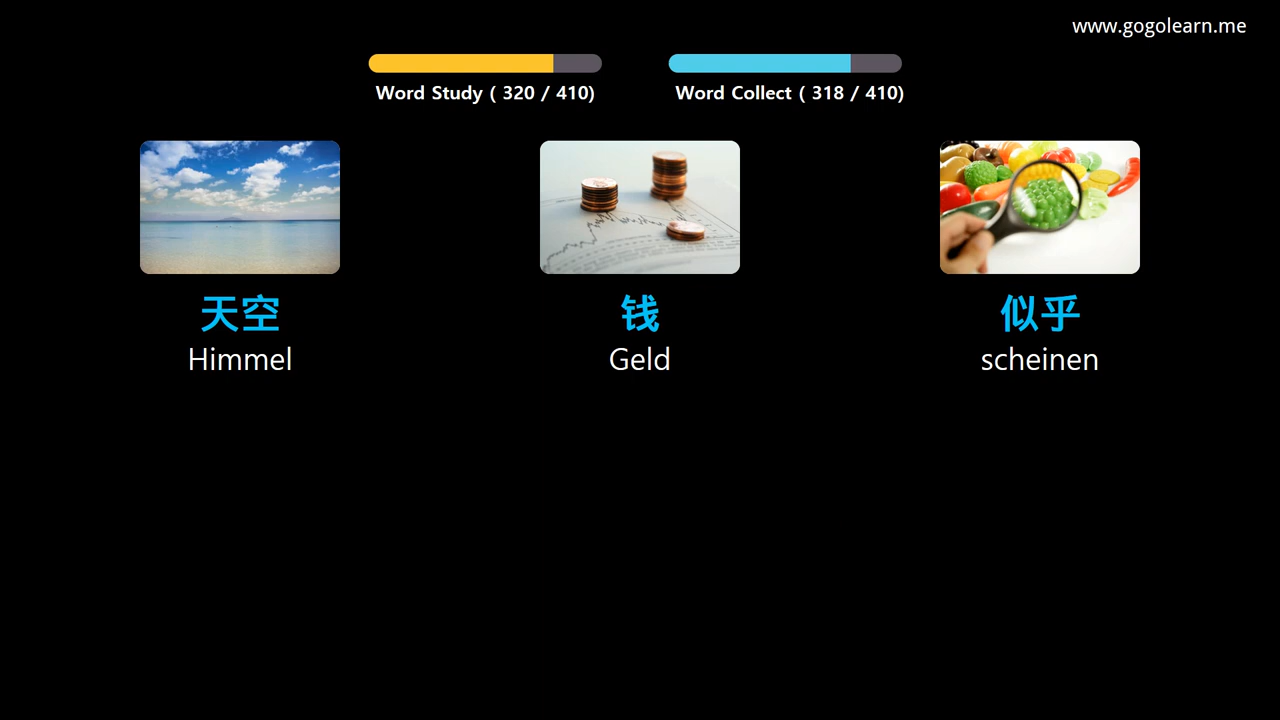 www.gogolearn.me
Word Study ( 320 / 410)
Word Collect ( 318 / 410)
天空
Himmel
钱
Geld
似乎
scheinen